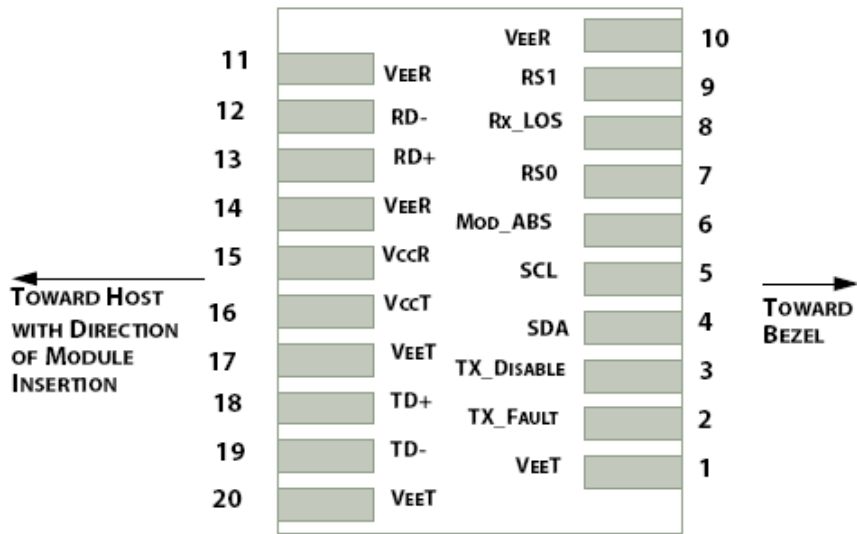 VEER 10
11 VEER
RS1 9
12 RD-
Rx_LOS 8
13 RD+
RS0 7
14 VEER
MOD_ABS 6
15 VCCR
SCL 5
16 VCCT
SDA 4
17 VEET
TX_DISABLE 3
18 TD+
TX_FAULT 2
19 TD-
VEET 1
20 VEET
TOWARD HOST
WITH DIRECTION
OF MODULE
INSERTION
TOWARD
BEZEL